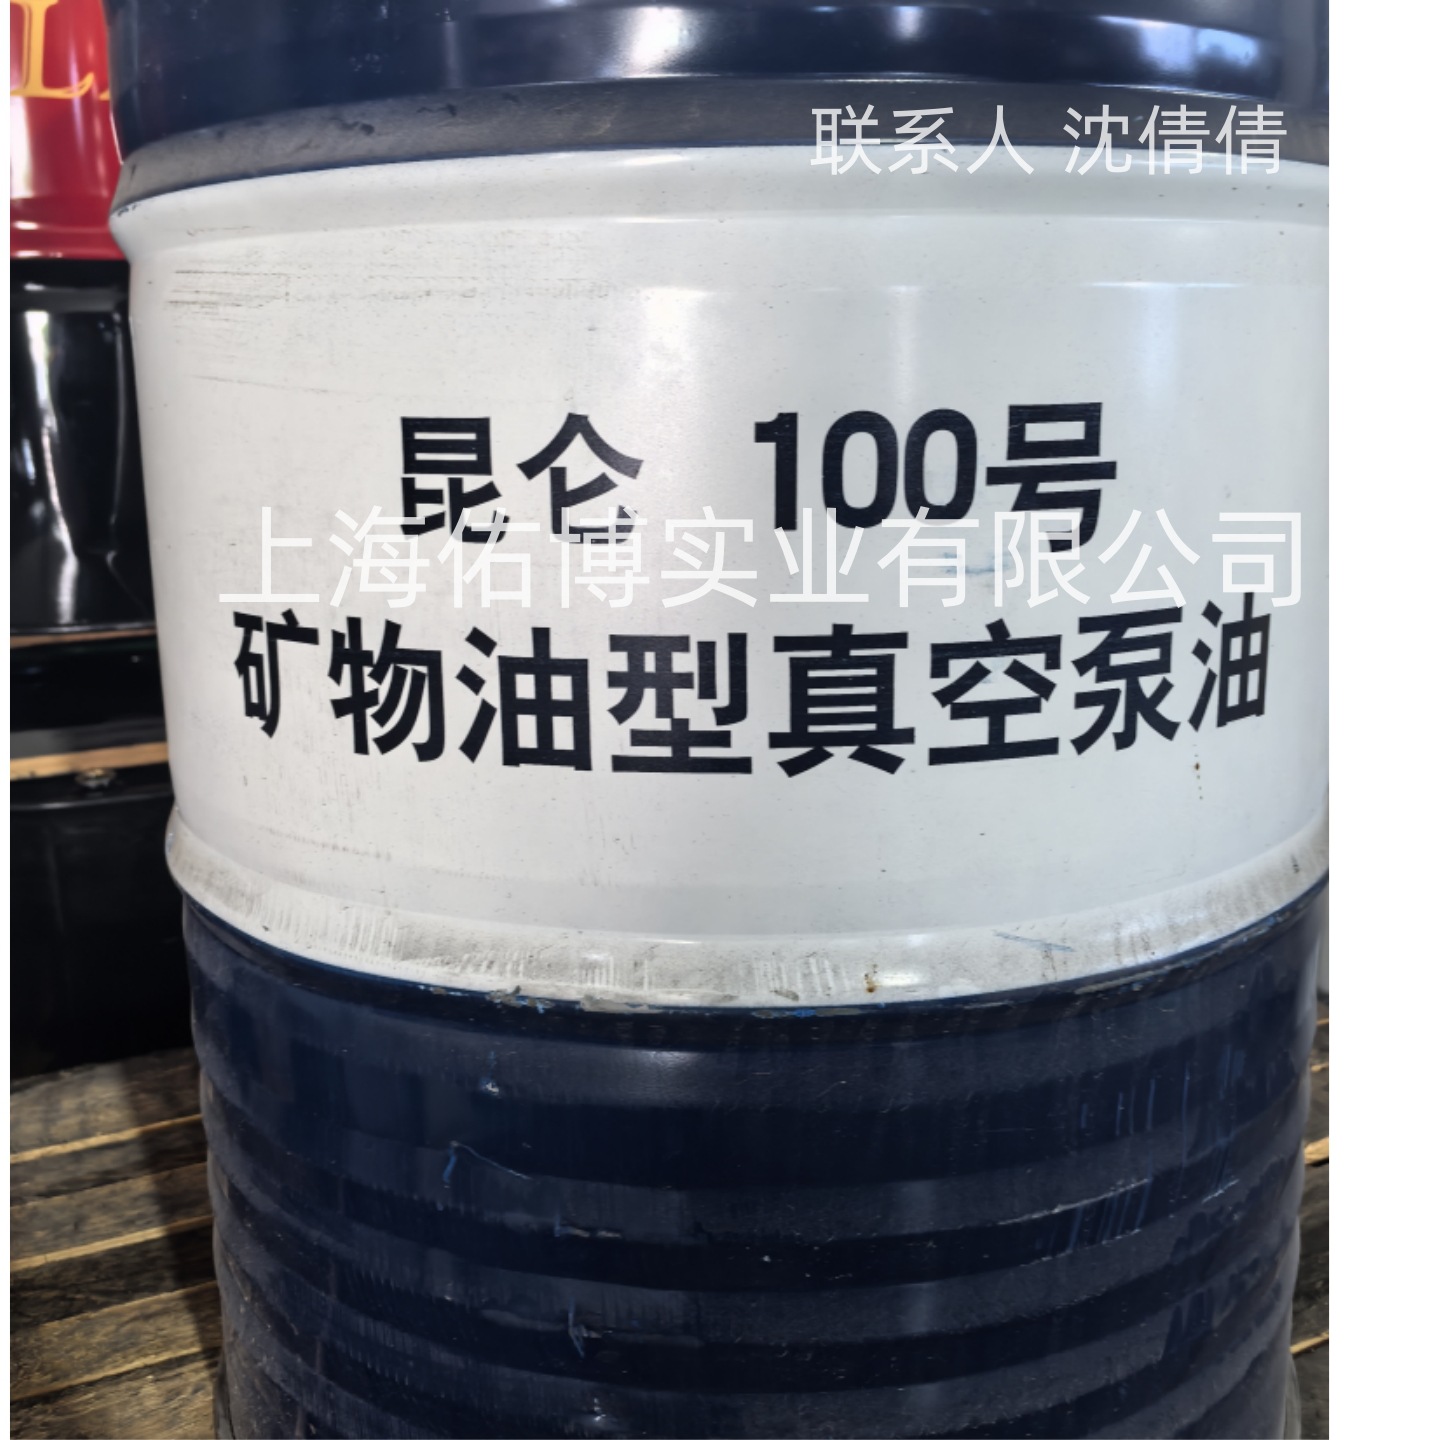 联系人 沈倩倩
昆仑 100号
上海佑博实业有限公司
矿物油型真空泵油